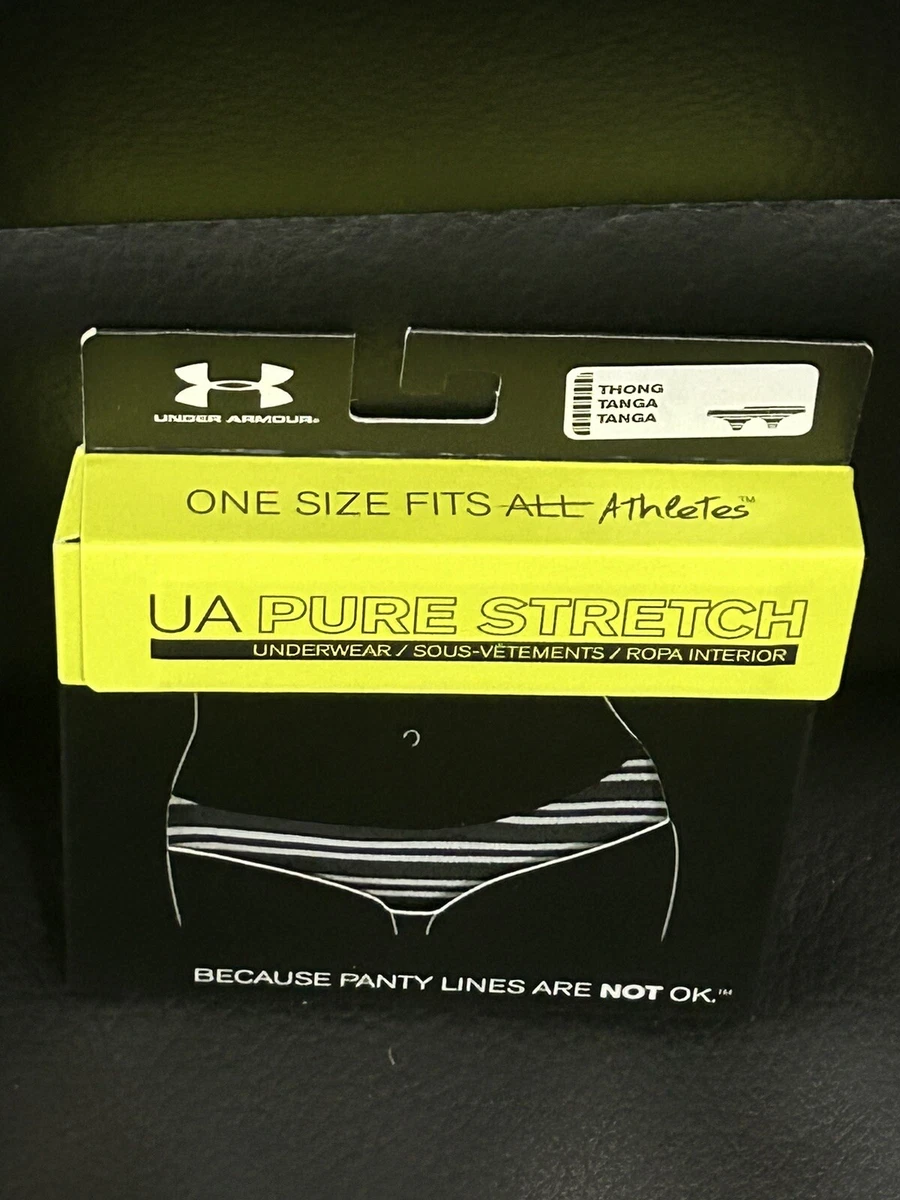 UNDER ARMOUR®
THONG
TANGA
TANGA
ONE SIZE FITS ALL Athletes™
UA PURE STRETCH
UNDERWEAR / SOUS-VÊTEMENTS / ROPA INTERIOR
BECAUSE PANTY LINES ARE NOT OK.™